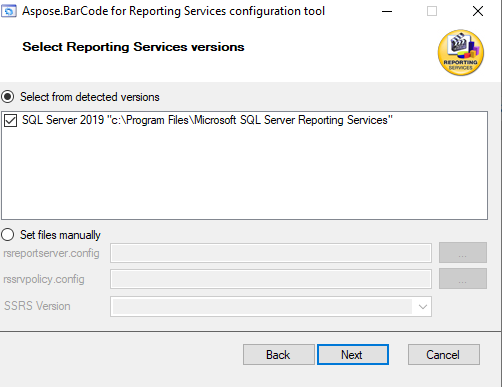 Aspose.BarCode for Reporting Services configuration tool
Select Reporting Services versions
REPORTING
SERVICES
Select from detected versions
SQL Server 2019 "c:\Program Files\Microsoft SQL Server Reporting Services"
Set files manually
rsreportserver.config
...
rssrvpolicy.config
...
SSRS Version
Back
Next
Cancel